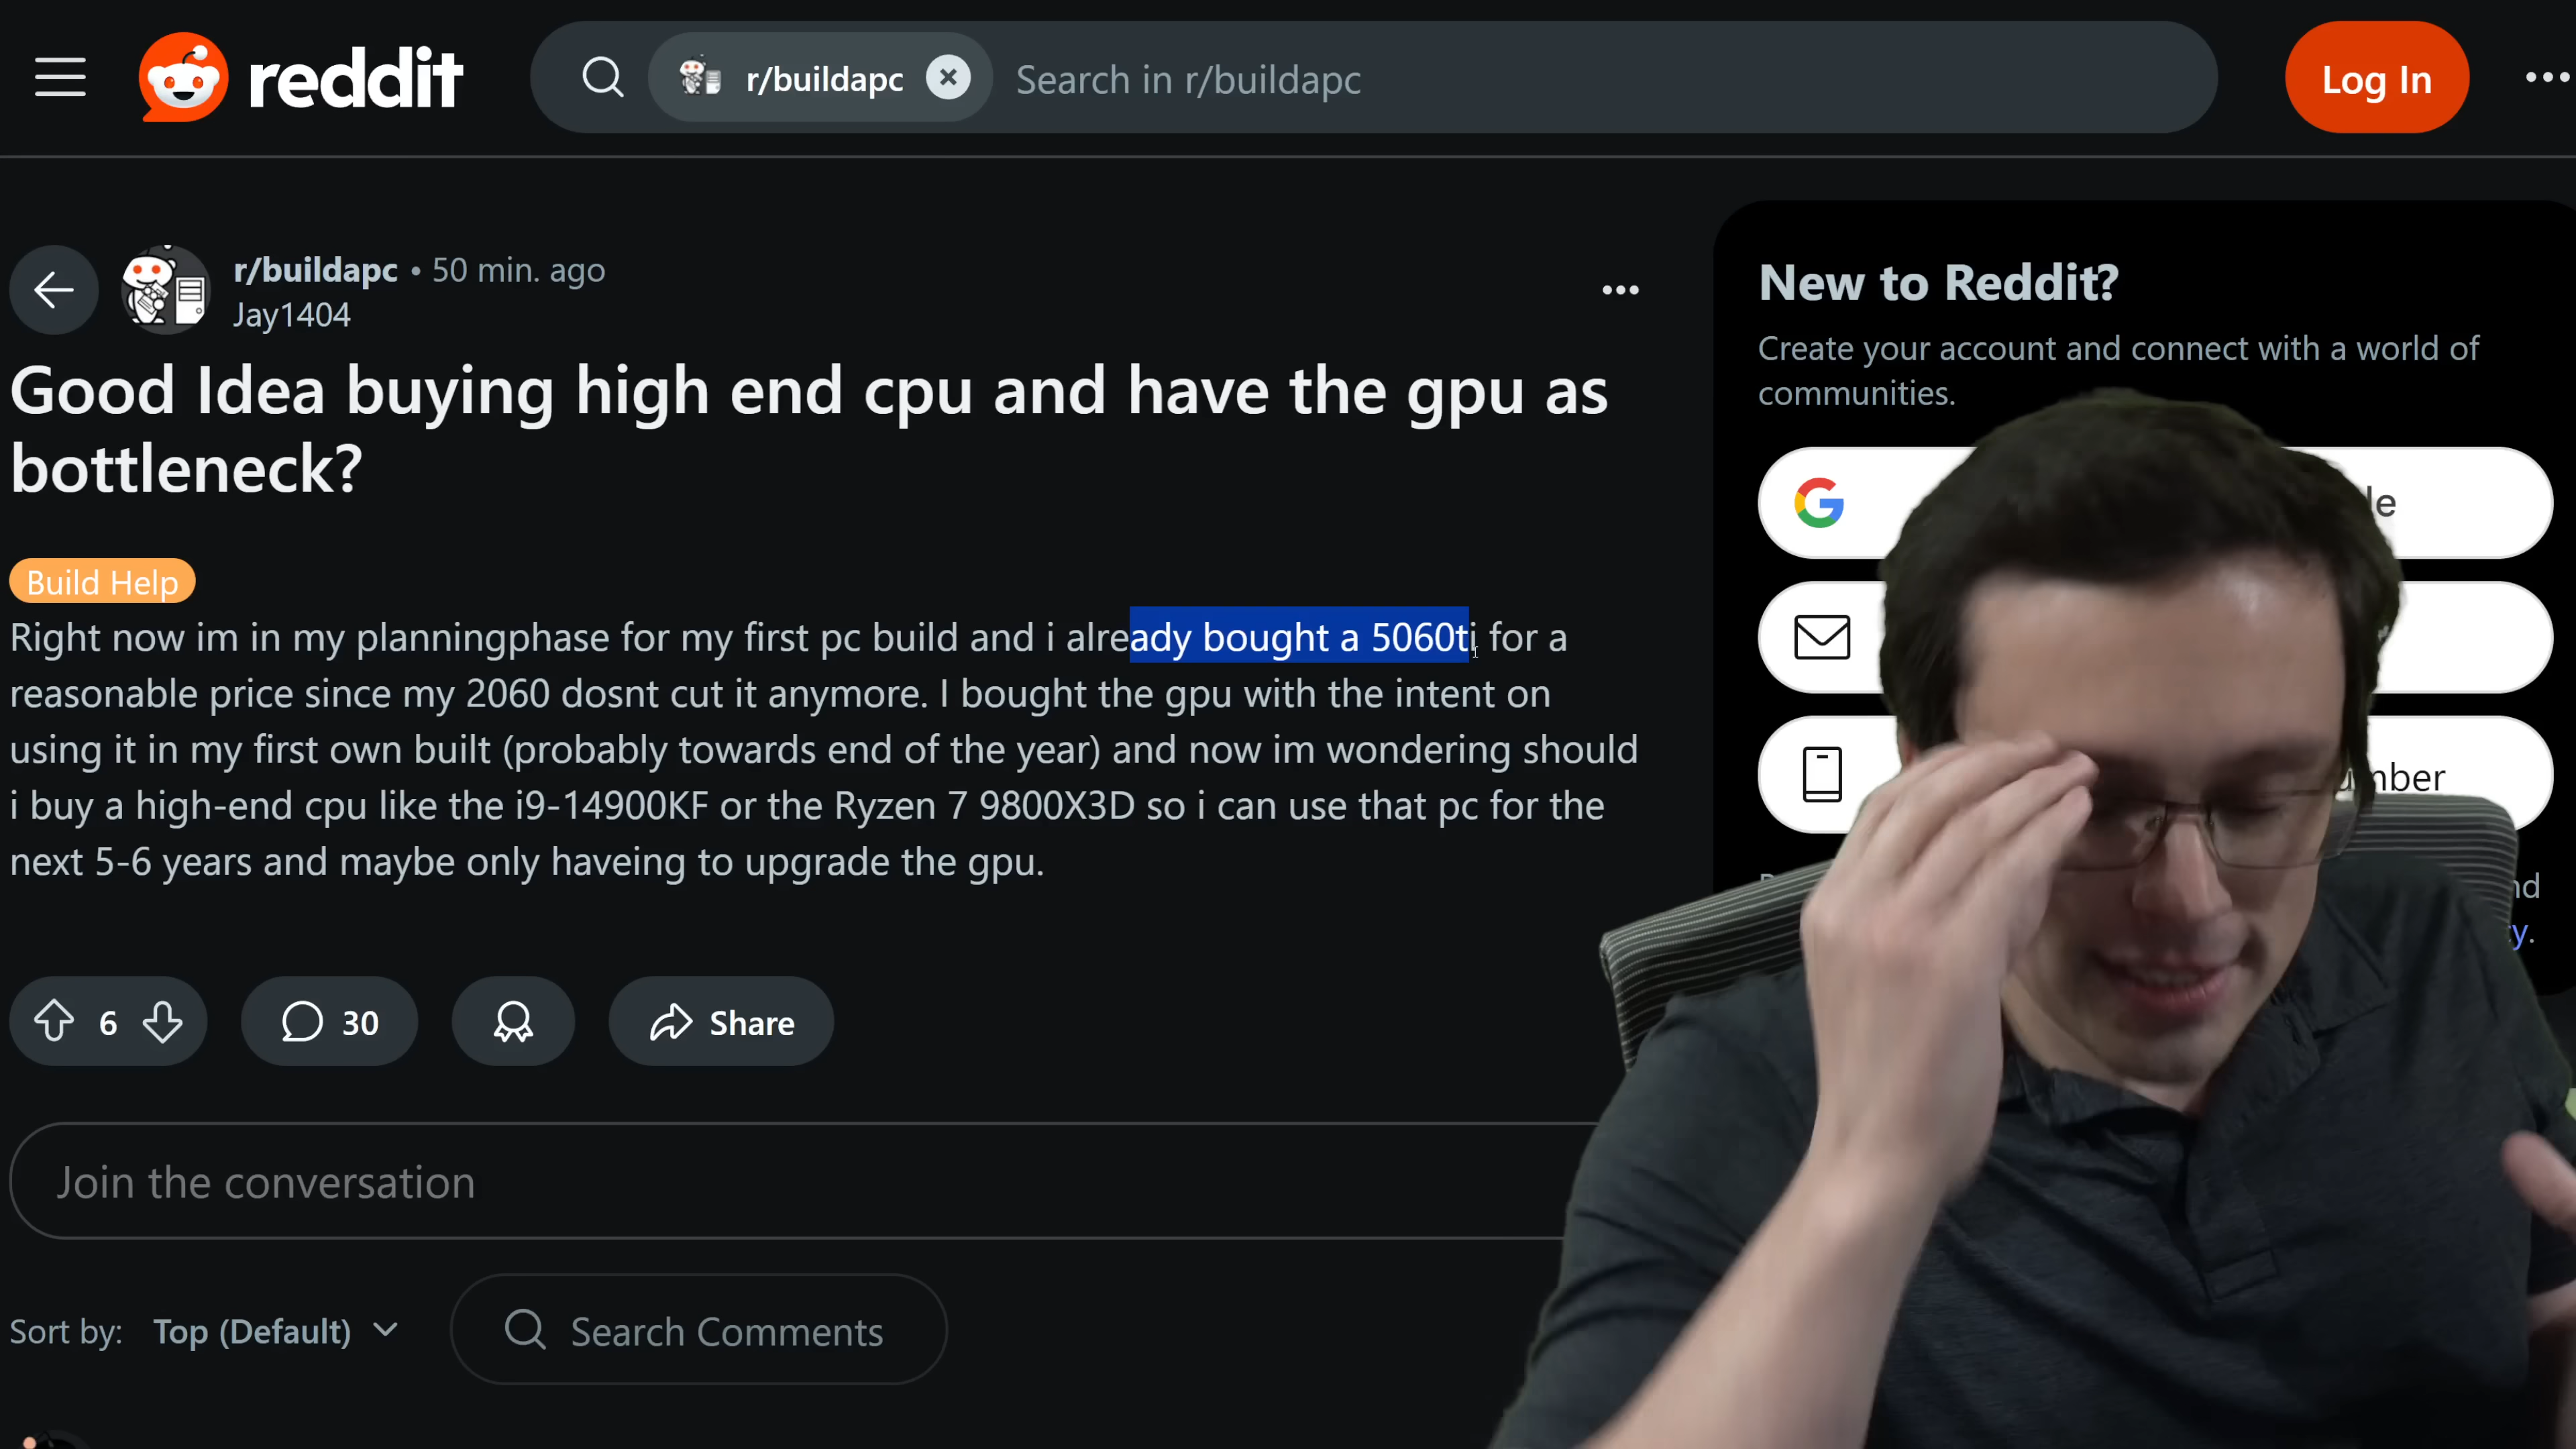 reddit
r/buildapc
Search in r/buildapc
Log In
r/buildapc • 50 min. ago
Jay1404
Good Idea buying high end cpu and have the gpu as
bottleneck?
Build Help
Right now im in my planningphase for my first pc build and i already bought a 5060ti for a
reasonable price since my 2060 dosnt cut it anymore. I bought the gpu with the intent on
using it in my first own built (probably towards end of the year) and now im wondering should
i buy a high-end cpu like the i9-14900KF or the Ryzen 7 9800X3D so i can use that pc for the
next 5-6 years and maybe only haveing to upgrade the gpu.
6
30
Share
Join the conversation
Sort by: Top (Default)
Search Comments
New to Reddit?
Create your account and connect with a world of
communities.